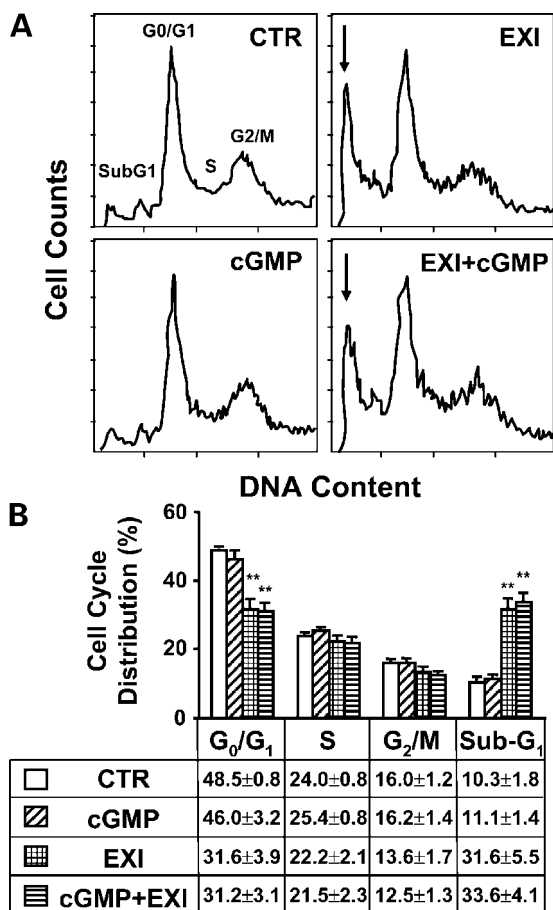 A
CTR
G0/G1
SubG1
S
G2/M
EXI
cGMP
EXI+cGMP
Cell Counts
DNA Content
B
Cell Cycle
Distribution (%)
60
40
20
0
** ** ** **
G₀/G₁ S G₂/M Sub-G₁
CTR 48.5±0.8 24.0±0.8 16.0±1.2 10.3±1.8
cGMP 46.0±3.2 25.4±0.8 16.2±1.4 11.1±1.4
EXI 31.6±3.9 22.2±2.1 13.6±1.7 31.6±5.5
cGMP+EXI 31.2±3.1 21.5±2.3 12.5±1.3 33.6±4.1